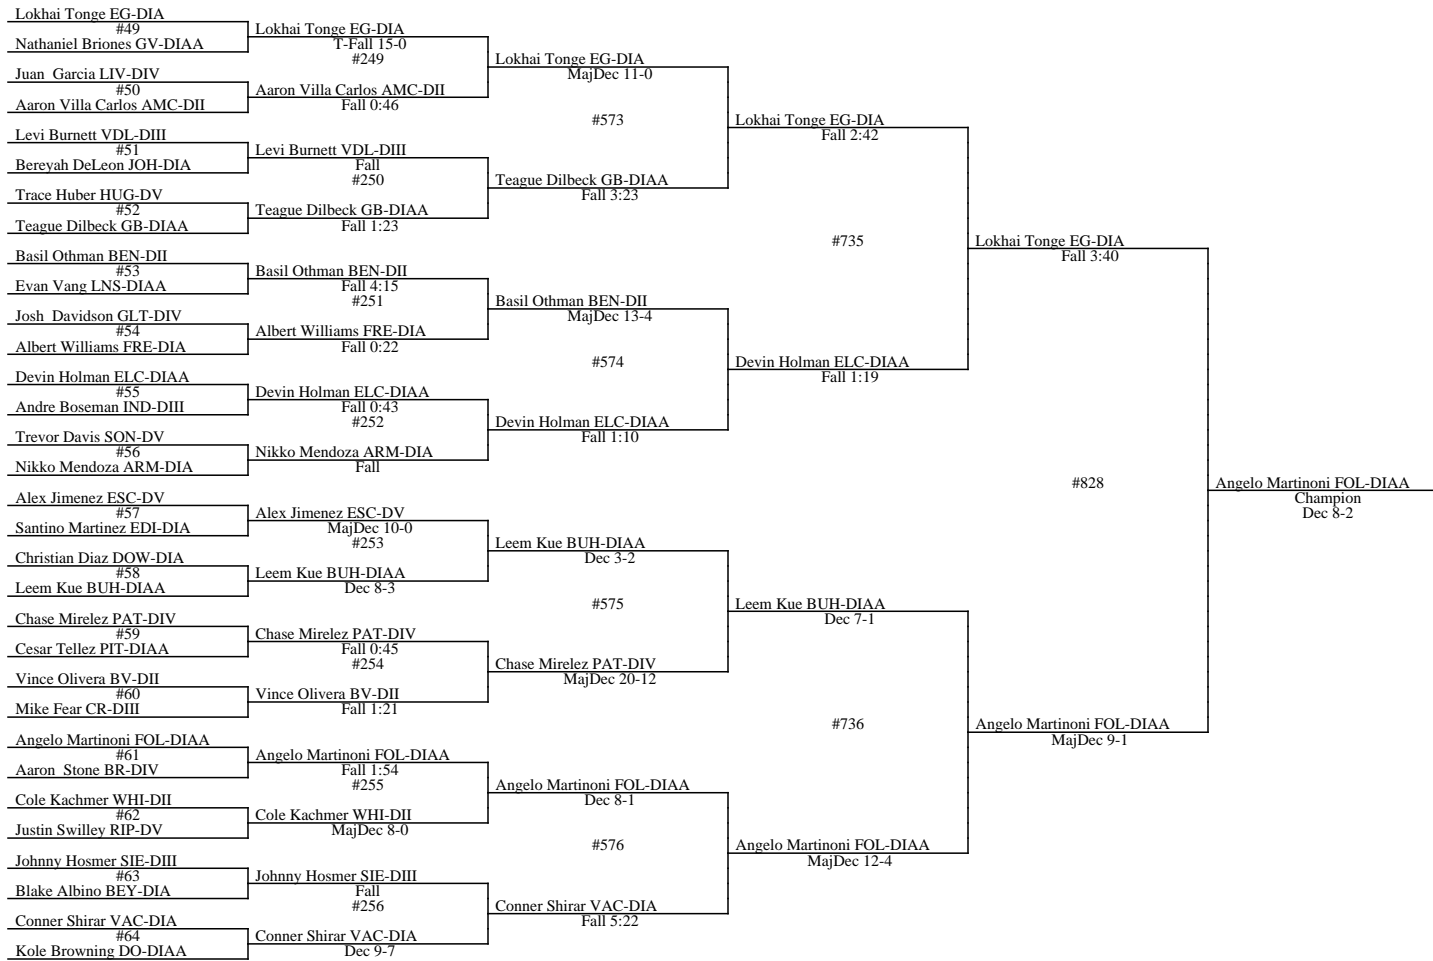 Lokhai Tonge EG-DIA
#49
Nathaniel Briones GV-DIAA
Juan  Garcia LIV-DIV
#50
Aaron Villa Carlos AMC-DII
Levi Burnett VDL-DIII
#51
Bereyah DeLeon JOH-DIA
Trace Huber HUG-DV
#52
Teague Dilbeck GB-DIAA
Basil Othman BEN-DII
#53
Evan Vang LNS-DIAA
Josh  Davidson GLT-DIV
#54
Albert Williams FRE-DIA
Devin Holman ELC-DIAA
#55
Andre Boseman IND-DIII
Trevor Davis SON-DV
#56
Nikko Mendoza ARM-DIA
Alex Jimenez ESC-DV
#57
Santino Martinez EDI-DIA
Christian Diaz DOW-DIA
#58
Leem Kue BUH-DIAA
Chase Mirelez PAT-DIV
#59
Cesar Tellez PIT-DIAA
Vince Olivera BV-DII
#60
Mike Fear CR-DIII
Angelo Martinoni FOL-DIAA
#61
Aaron  Stone BR-DIV
Cole Kachmer WHI-DII
#62
Justin Swilley RIP-DV
Johnny Hosmer SIE-DIII
#63
Blake Albino BEY-DIA
Conner Shirar VAC-DIA
#64
Kole Browning DO-DIAA
Lokhai Tonge EG-DIA
T-Fall 15-0
#249
Aaron Villa Carlos AMC-DII
Fall 0:46
Levi Burnett VDL-DIII
Fall
#250
Teague Dilbeck GB-DIAA
Fall 1:23
Basil Othman BEN-DII
Fall 4:15
#251
Albert Williams FRE-DIA
Fall 0:22
Devin Holman ELC-DIAA
Fall 0:43
#252
Nikko Mendoza ARM-DIA
Fall
Alex Jimenez ESC-DV
MajDec 10-0
#253
Leem Kue BUH-DIAA
Dec 8-3
Chase Mirelez PAT-DIV
Fall 0:45
#254
Vince Olivera BV-DII
Fall 1:21
Angelo Martinoni FOL-DIAA
Fall 1:54
#255
Cole Kachmer WHI-DII
MajDec 8-0
Johnny Hosmer SIE-DIII
Fall
#256
Conner Shirar VAC-DIA
Dec 9-7
Lokhai Tonge EG-DIA
MajDec 11-0
#573
Teague Dilbeck GB-DIAA
Fall 3:23
Basil Othman BEN-DII
MajDec 13-4
#574
Devin Holman ELC-DIAA
Fall 1:10
Leem Kue BUH-DIAA
Dec 3-2
#575
Chase Mirelez PAT-DIV
MajDec 20-12
Angelo Martinoni FOL-DIAA
Dec 8-1
#576
Conner Shirar VAC-DIA
Fall 5:22
Lokhai Tonge EG-DIA
Fall 2:42
#735
Devin Holman ELC-DIAA
Fall 1:19
Leem Kue BUH-DIAA
Dec 7-1
#736
Angelo Martinoni FOL-DIAA
MajDec 12-4
Lokhai Tonge EG-DIA
Fall 3:40
#828
Angelo Martinoni FOL-DIAA
MajDec 9-1
Angelo Martinoni FOL-DIAA
Champion
Dec 8-2